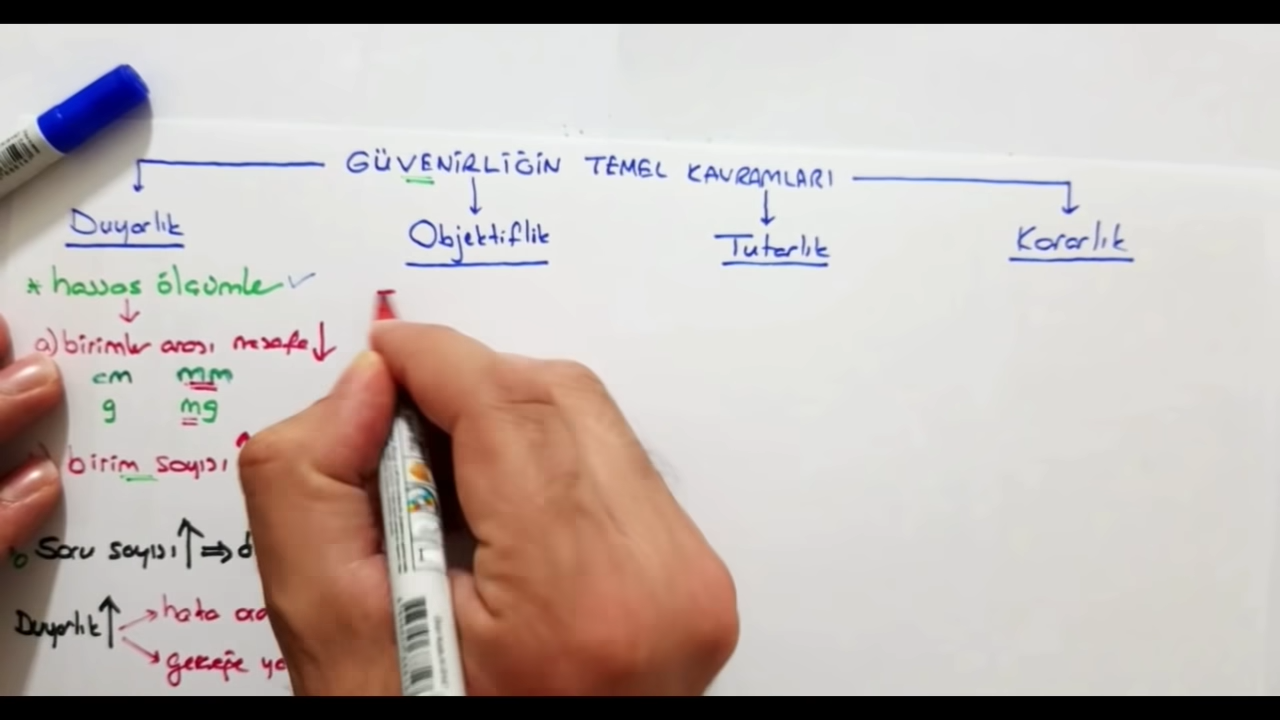 GÜVENİRLİĞİN TEMEL KAVRAMLARI
Duyarlık
Objektiflik
Tutarlık
Kararlık
* hassas ölçümler ✓
↓
a) birimler arası mesafe ↓
cm mm
g mg
) birim sayısı ↑
Soru sayısı ↑ ⇒
Duyarlık ↑
→ hata
→ gerçeğe